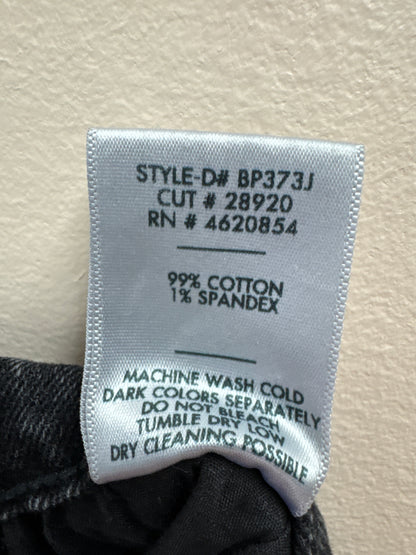 STYLE-D# BP373J
CUT # 28920
RN # 4620854
99% COTTON
1% SPANDEX
MACHINE WASH COLD
DARK COLORS SEPARATELY
DO NOT BLEACH
TUMBLE DRY LOW
DRY CLEANING POSSIBLE